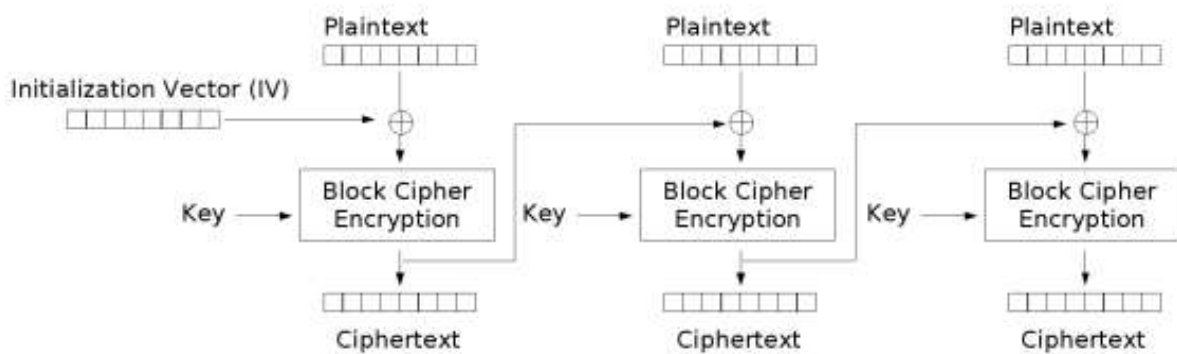 Plaintext
Plaintext
Plaintext
Initialization Vector (IV)
Key
Block Cipher
Encryption
Key
Block Cipher
Encryption
Key
Block Cipher
Encryption
Ciphertext
Ciphertext
Ciphertext